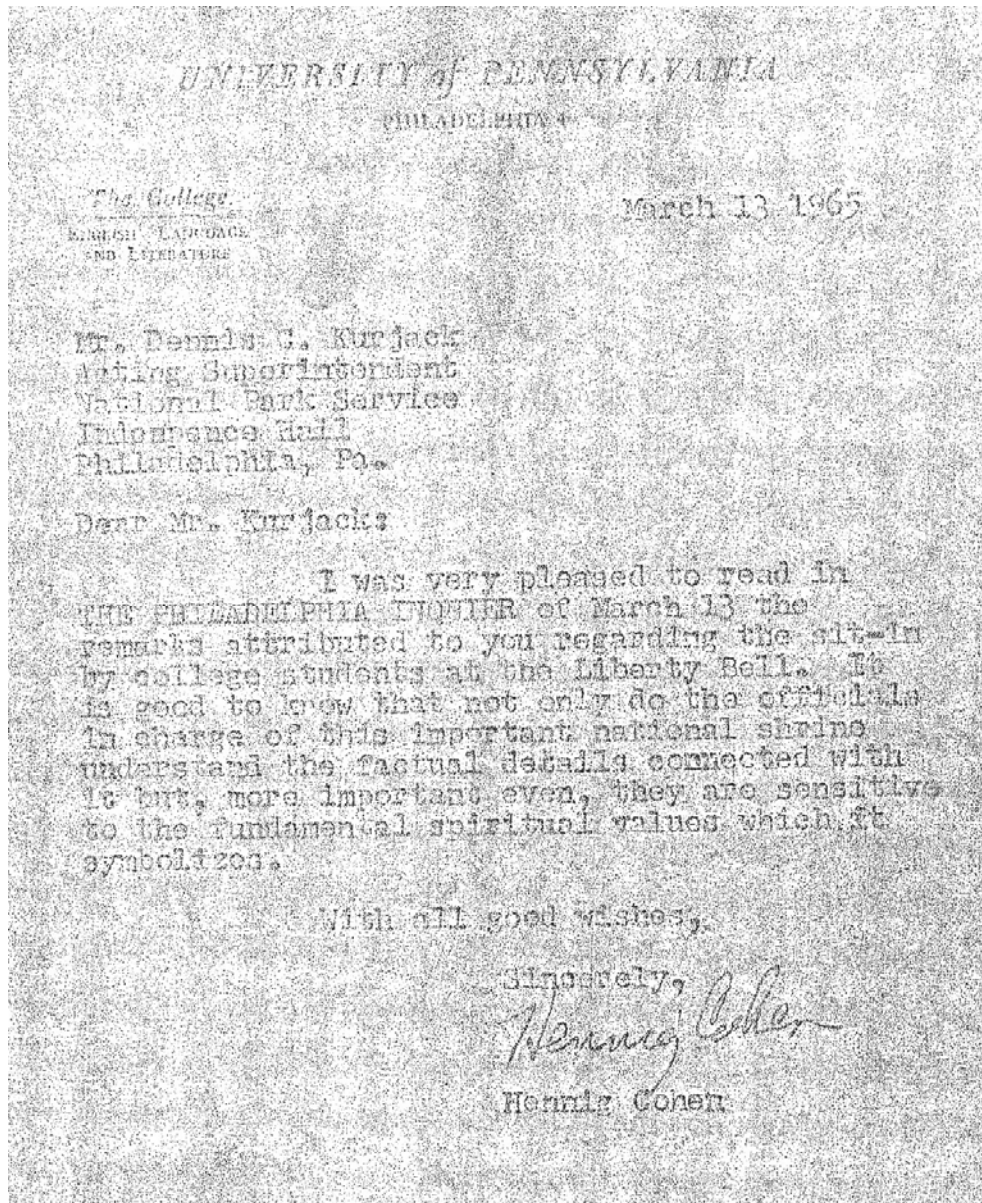 UNIVERSITY of PENNSYLVANIA
PHILADELPHIA 4
The College
ENGLISH LANGUAGE
AND LITERATURE
March 13 1965
Mr. Dennis C. Kurjack
Acting Superintendent
National Park Service
Indespence Hall
Philadelphia, Pa.
Dear Mr. Kurjack:
I was very pleased to read in
THE PHILADELPHIA INQUIER of March 13 the
remarks attributed to you regarding the sit-in
by college students at the Liberty Bell. It
is good to know that not only do the officials
in charge of this important national shrine
understand the factual details connected with
it but, more important even, they are sensitive
to the fundamental spiritual values which it
symbolizes.
With all good wishes,
Sincerely,
Hennig Cohen
Hennig Cohen